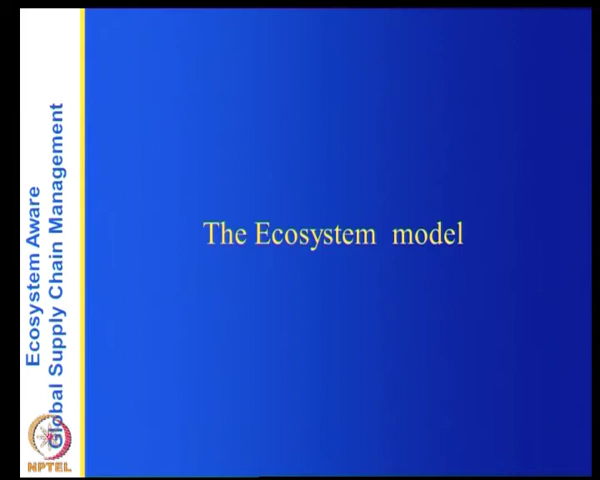 The Ecosystem model
Ecosystem Aware
Global Supply Chain Management
NPTEL